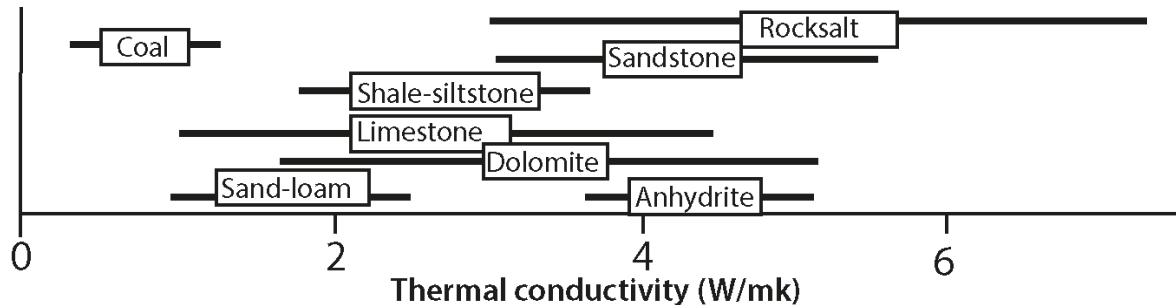 Rocksalt
Coal
Sandstone
Shale-siltstone
Limestone
Dolomite
Sand-loam
Anhydrite
0 2 4 6
Thermal conductivity (W/mk)